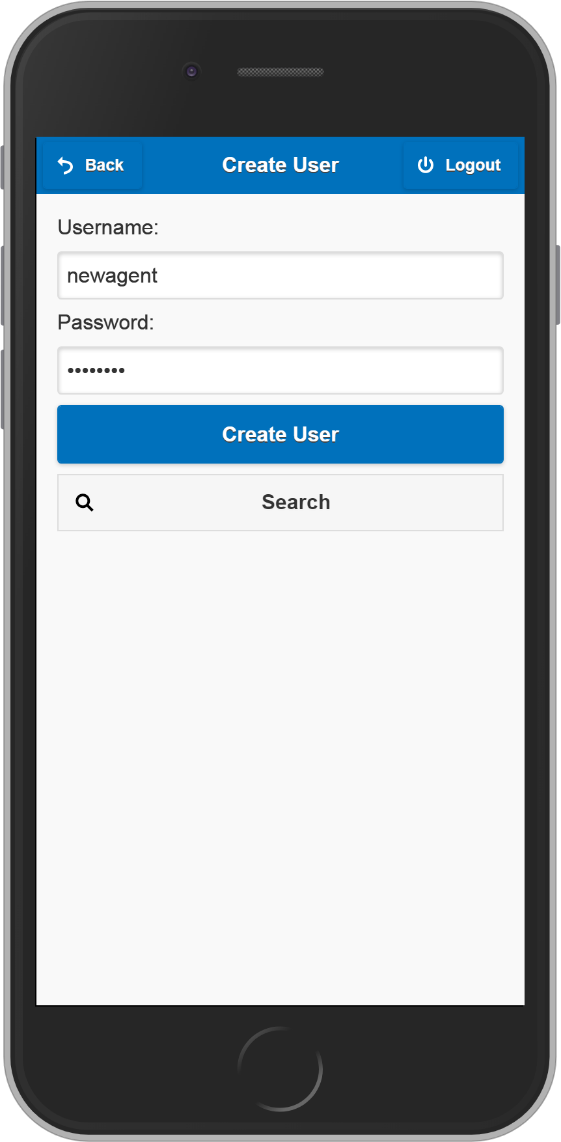 Back Create User Logout
Username:
newagent
Password:
••••••••
Create User
Search